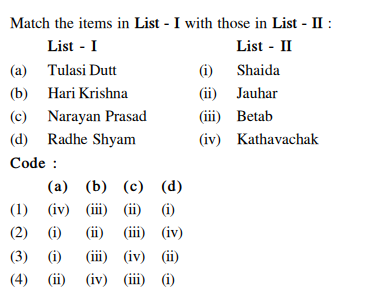 Match the items in List - I with those in List - II :
List - I List - II
(a) Tulasi Dutt (i) Shaida
(b) Hari Krishna (ii) Jauhar
(c) Narayan Prasad (iii) Betab
(d) Radhe Shyam (iv) Kathavachak
Code :
(a) (b) (c) (d)
(1) (iv) (iii) (ii) (i)
(2) (i) (ii) (iii) (iv)
(3) (i) (iii) (iv) (ii)
(4) (ii) (iv) (iii) (i)